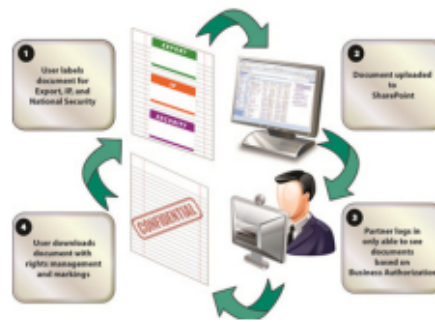 1
User labels
document for
Export, IP, and
National Security
EXPORT
IP
SECURITY
2
Document uploaded
to
SharePoint
4
User downloads
document with
rights management
and markings
CONFIDENTIAL
3
Partner logs in
only able to see
documents
based on
Business Authorization